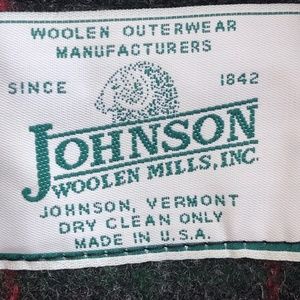 WOOLEN OUTERWEAR
MANUFACTURERS
SINCE 1842
JOHNSON
WOOLEN MILLS, INC.
JOHNSON, VERMONT
DRY CLEAN ONLY
MADE IN U.S.A.